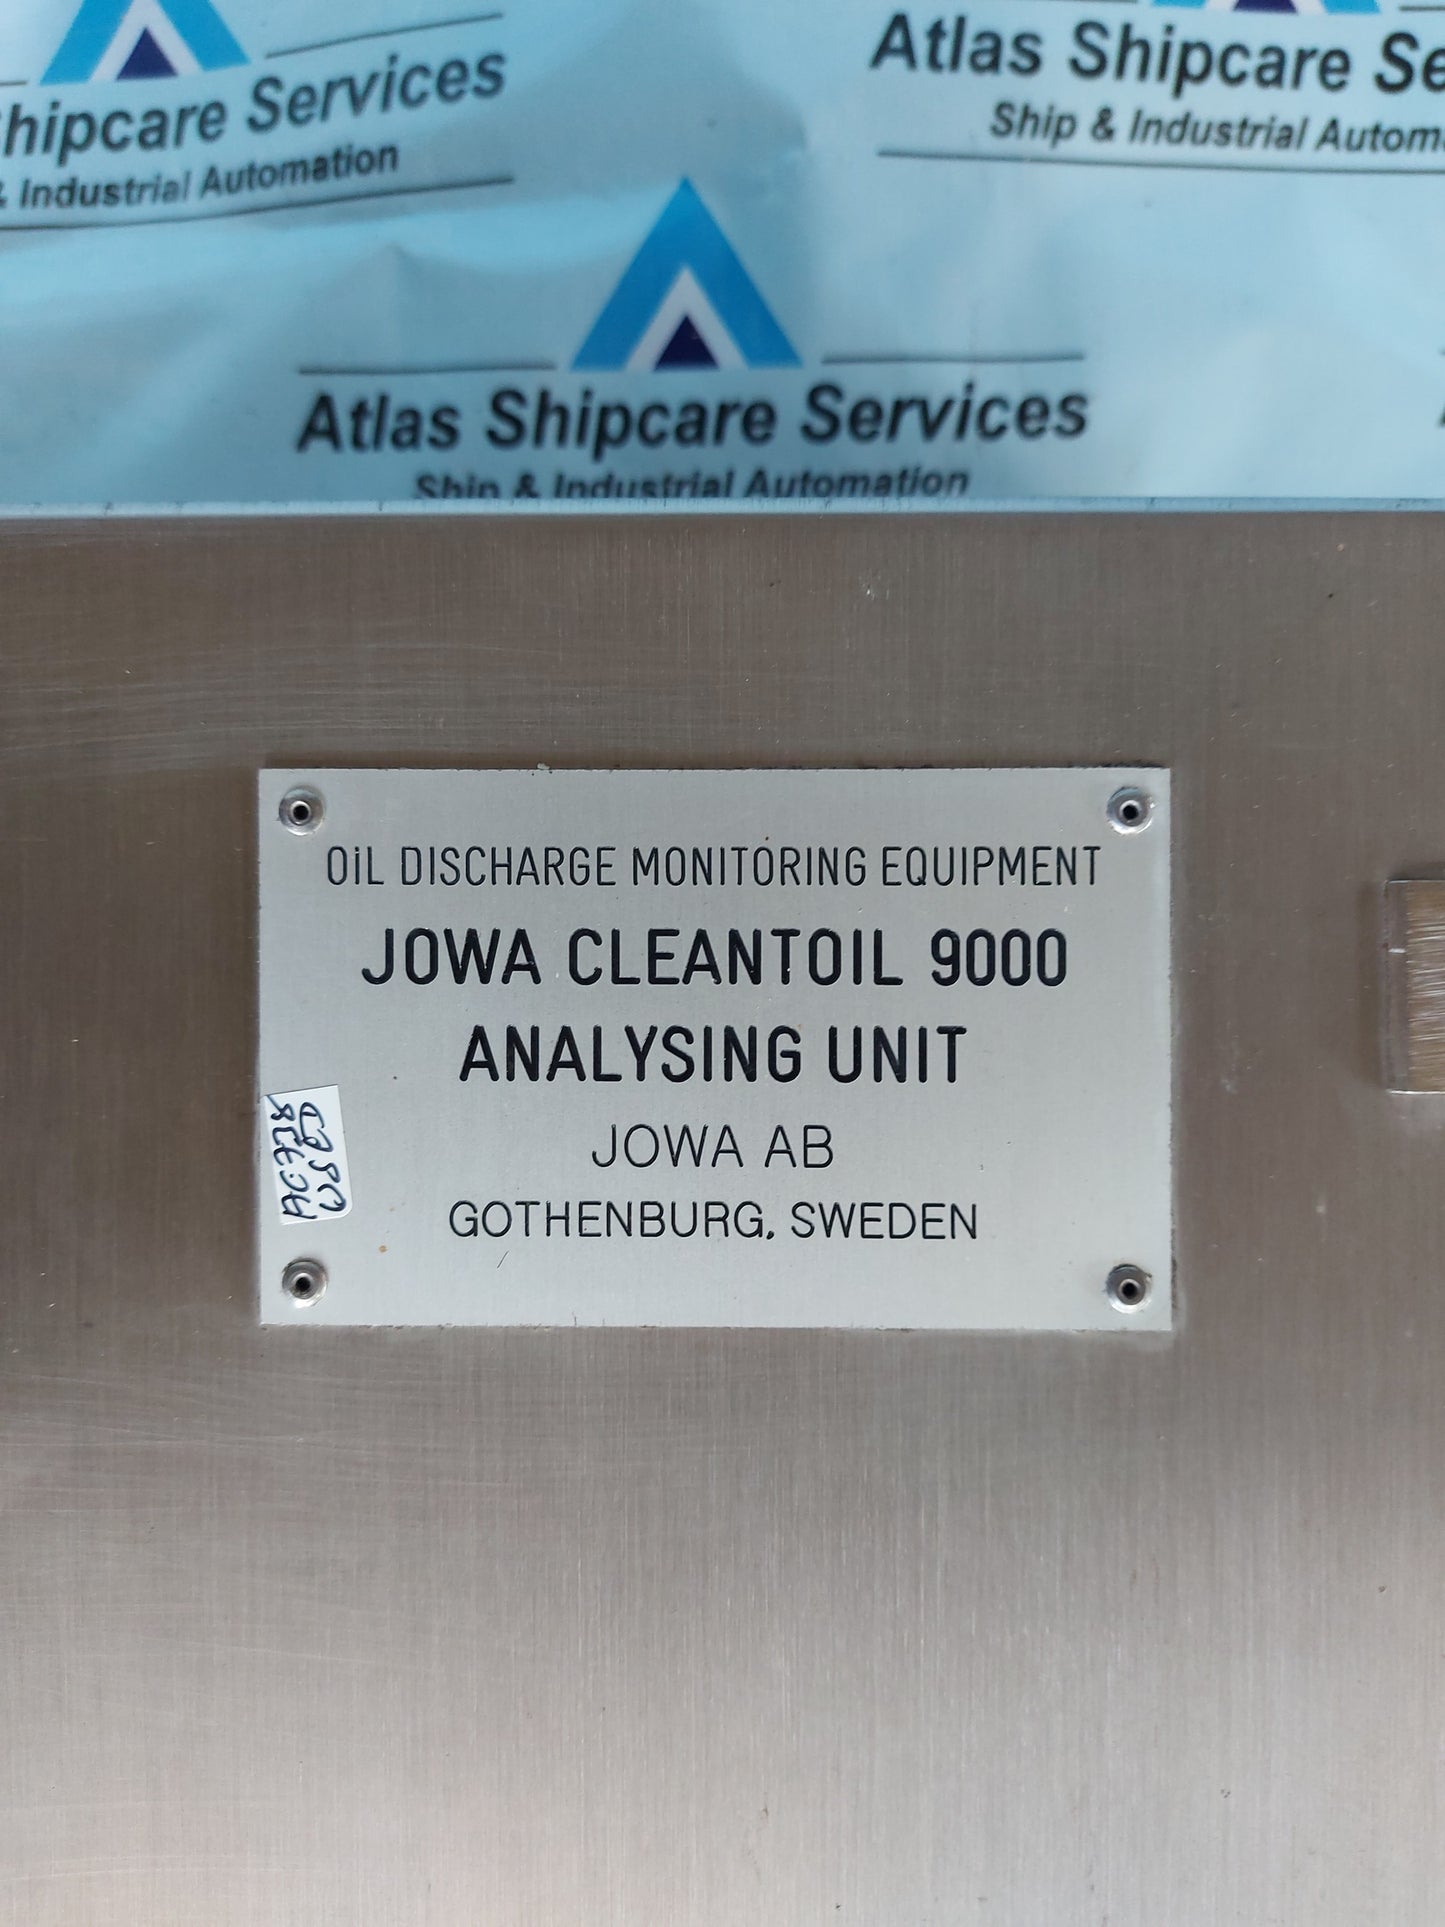 Shipcare Services
& Industrial Automation
Atlas Shipcare Se
Ship & Industrial Autom
Atlas Shipcare Services
Ship & Industrial Automation
OiL DISCHARGE MONITORING EQUIPMENT
JOWA CLEANTOIL 9000
ANALYSING UNIT
JOWA AB
GOTHENBURG, SWEDEN